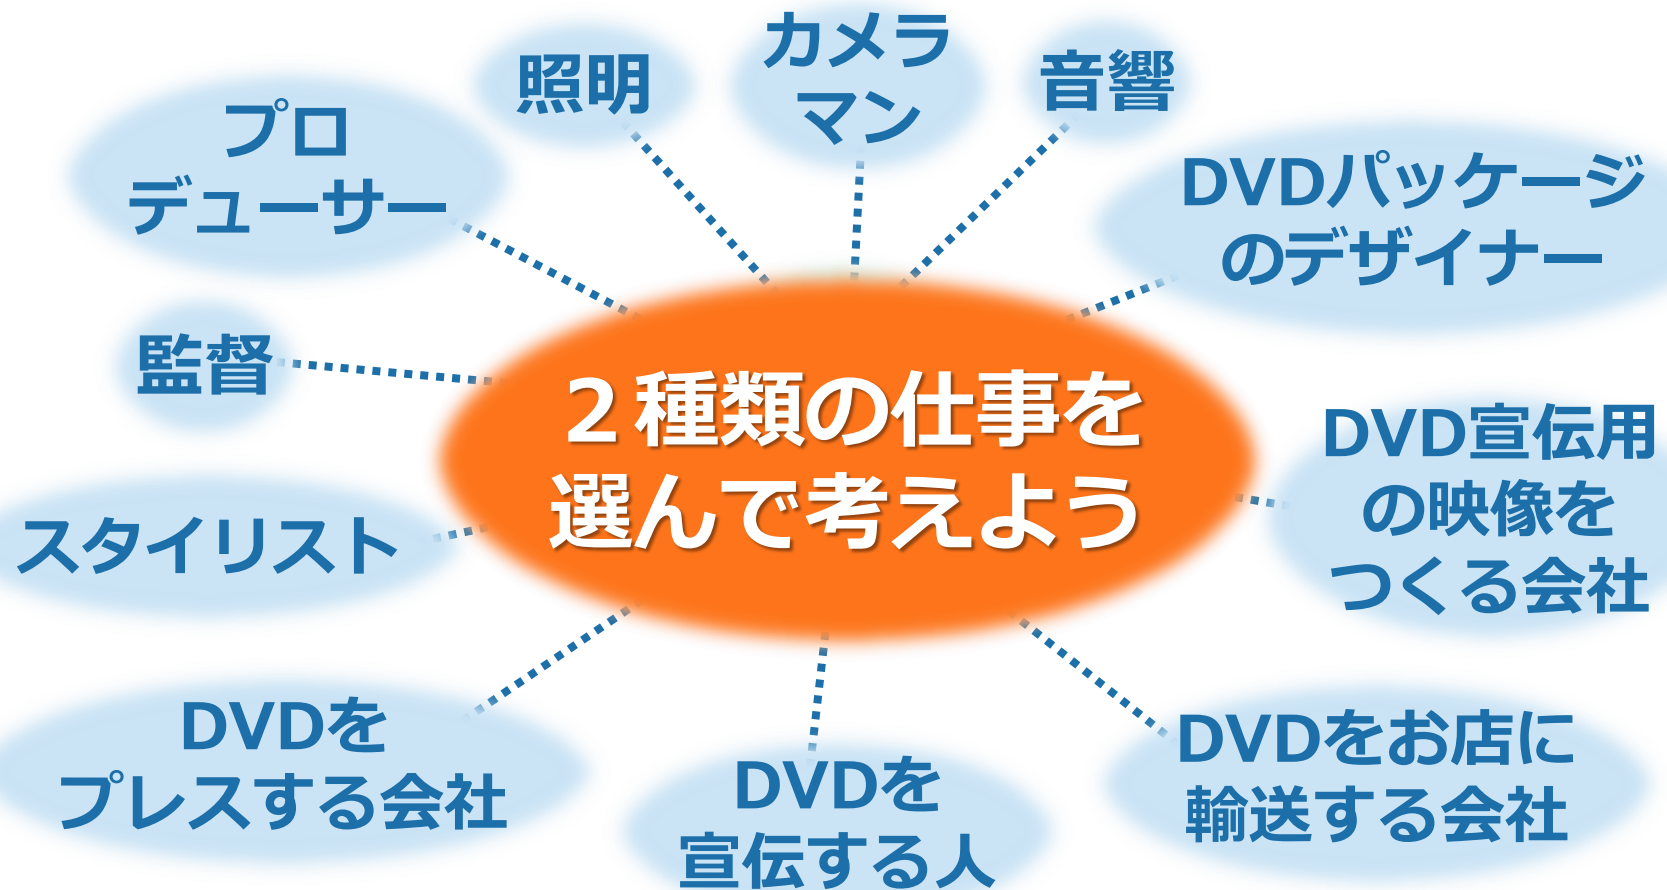 照明
カメラ
マン
音響
プロ
デューサー
DVDパッケージ
のデザイナー
監督
２種類の仕事を
選んで考えよう
DVD宣伝用
の映像を
つくる会社
スタイリスト
DVDを
プレスする会社
DVDを
宣伝する人
DVDをお店に
輸送する会社